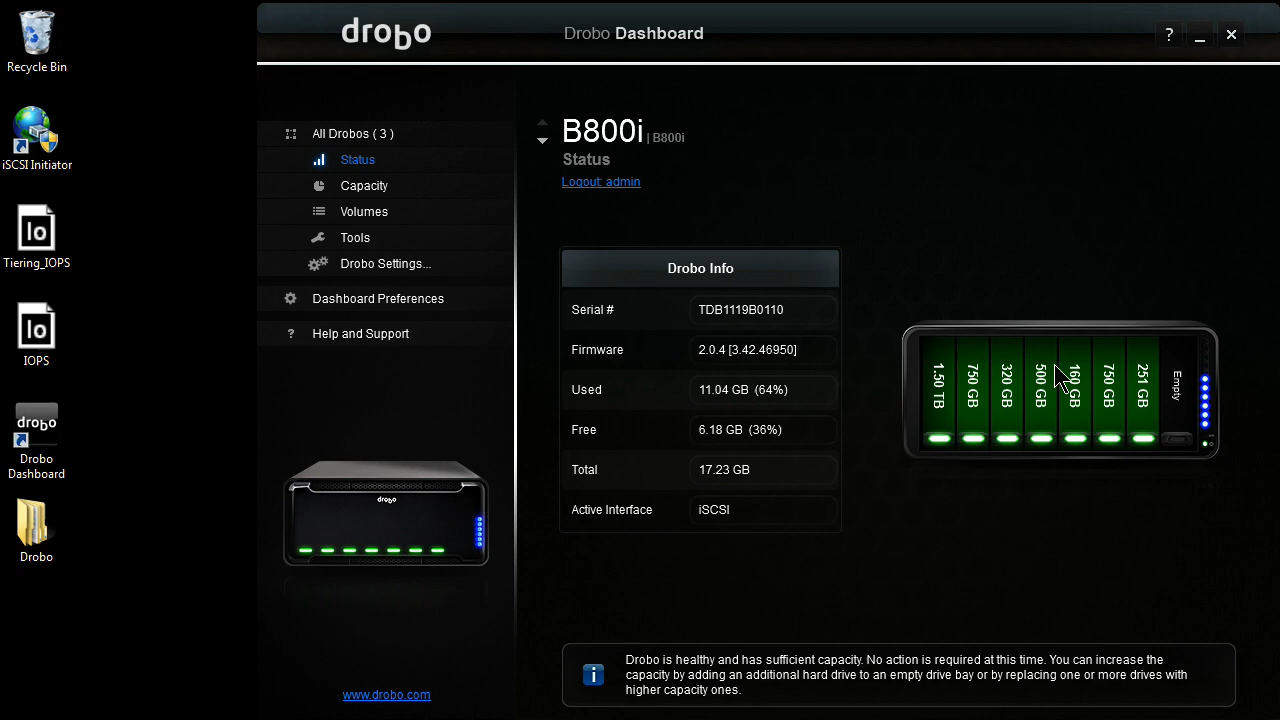 Recycle Bin
iSCSI Initiator
Io
Tiering_IOPS
Io
IOPS
drobo
Drobo
Dashboard
Drobo
drobo
Drobo Dashboard
?
All Drobos ( 3 )
Status
Capacity
Volumes
Tools
Drobo Settings...
Dashboard Preferences
? Help and Support
drobo
www.drobo.com
B800i | B800i
Status
Logout: admin
Drobo Info
Serial # TDB1119B0110
Firmware 2.0.4 [3.42.46950]
Used 11.04 GB (64%)
Free 6.18 GB (36%)
Total 17.23 GB
Active Interface iSCSI
1.50 TB
750 GB
320 GB
500 GB
160 GB
750 GB
251 GB
Empty
i
Drobo is healthy and has sufficient capacity. No action is required at this time. You can increase the
capacity by adding an additional hard drive to an empty drive bay or by replacing one or more drives with
higher capacity ones.